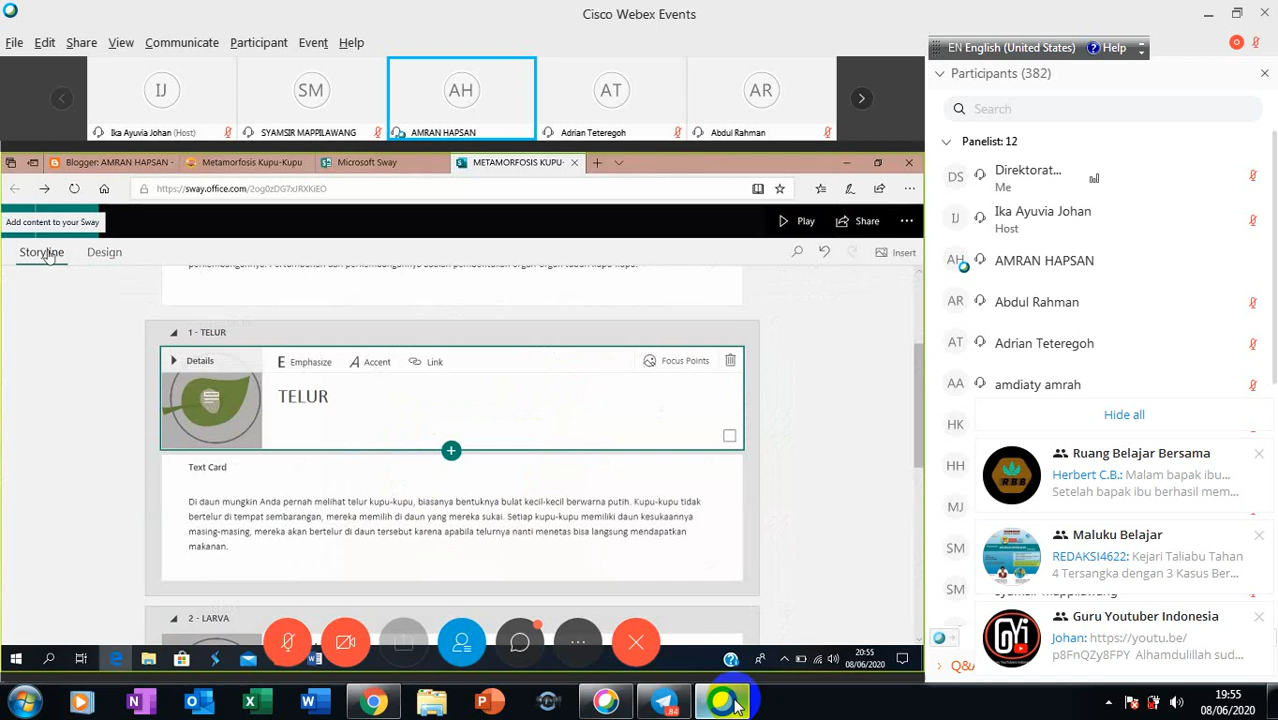 Cisco Webex Events
File Edit Share View Communicate Participant Event Help
EN English (United States) ? Help
IJ SM AH AT AR
Ika Ayuvia Johan (Host) SYAMSIR MAPPILAWANG AMRAN HAPSAN Adrian Teteregoh Abdul Rahman
Blogger: AMRAN HAPSAN - Metamorfosis Kupu-Kupu Microsoft Sway METAMORFOSIS KUPU-
https://sway.office.com/2og0zDG7xJRXKiEO
Add content to your Sway
Play Share
Storyline Design Insert
1 - TELUR
Details E Emphasize A Accent Link Focus Points
TELUR
Text Card
Di daun mungkin Anda pernah melihat telur kupu-kupu, biasanya bentuknya bulat kecil-kecil berwarna putih. Kupu-kupu tidak
bertelur di tempat sembarangan, mereka memilih di daun yang mereka sukai. Setiap kupu-kupu memiliki daun kesukaannya
masing-masing, mereka akan bertelur di daun tersebut karena apabila telurnya nanti menetas bisa langsung mendapatkan
makanan.
2 - LARVA
20:55
08/06/2020
Participants (382)
Search
Panelist: 12
DS Direktorat...
Me
IJ Ika Ayuvia Johan
Host
AH AMRAN HAPSAN
AR Abdul Rahman
AT Adrian Teteregoh
AA amdiaty amrah
HK
HH
MJ
SM
SM
Hide all
RBB
Ruang Belajar Bersama
Herbert C.B.: Malam bapak ibu...
Setelah bapak ibu berhasil mem...
Maluku Belajar
REDAKSI4622: Kejari Taliabu Tahan
4 Tersangka dengan 3 Kasus Ber...
Guru Youtuber Indonesia
Johan: https://youtu.be/
p8FnQZy8FPY Alhamdulillah sud...
Q&A
84
19:55
08/06/2020